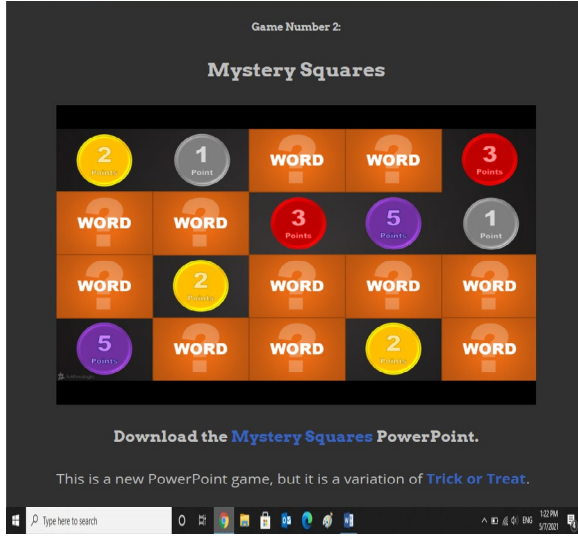 Game Number 2:
Mystery Squares
2 Points 1 Point WORD WORD 3 Points
WORD WORD 3 Points 5 Points 1 Point
WORD 2 Points WORD WORD WORD
5 Points WORD WORD 2 Points WORD
Download the Mystery Squares PowerPoint.
This is a new PowerPoint game, but it is a variation of Trick or Treat.
Type here to search
ENG
1:22 PM
5/7/2021